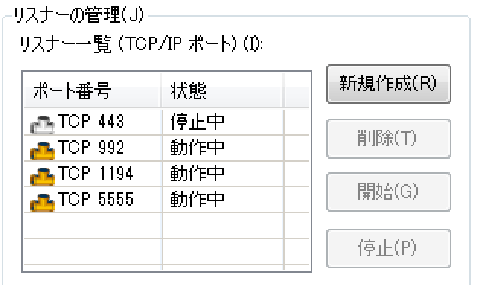 リスナーの管理(J)
リスナー一覧 (TCP/IP ポート) (I):
ポート番号 状態
TCP 443 停止中
TCP 992 動作中
TCP 1194 動作中
TCP 5555 動作中
新規作成(R)
削除(T)
開始(G)
停止(P)